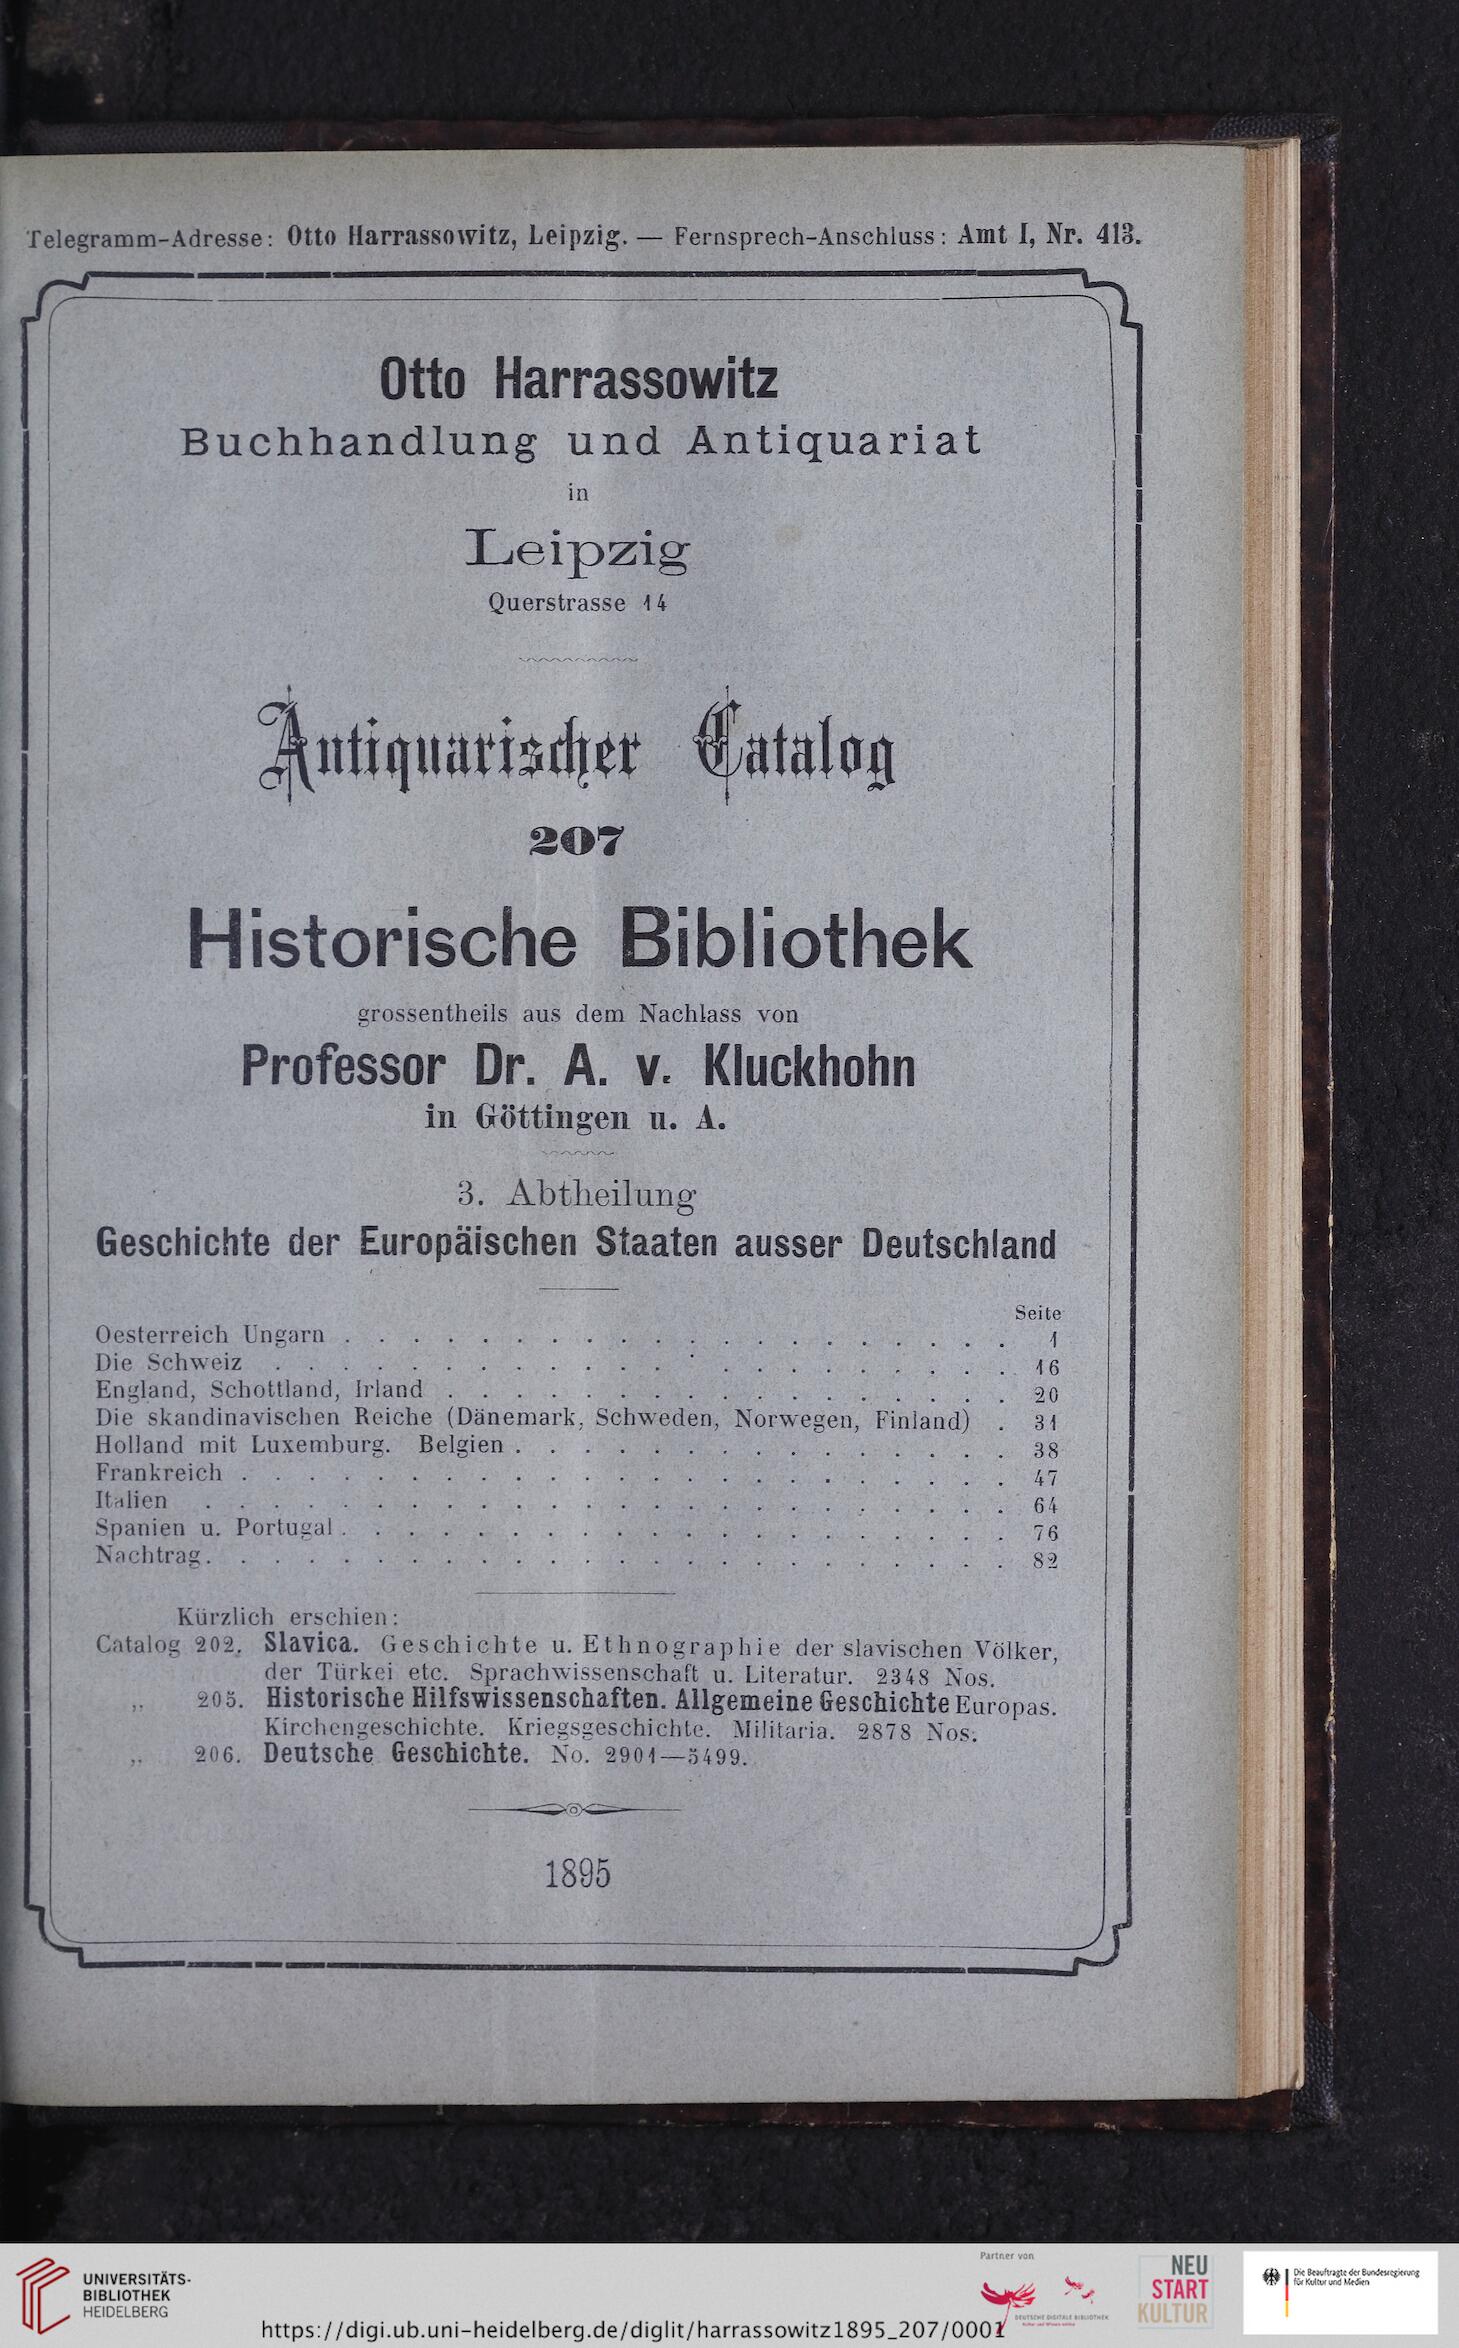 Telegramm-Adresse: Otto Harrassowitz, Leipzig. — Fernsprech-Anschluss: Amt I, Nr. 413.
Otto Harrassowitz
Buchhandlung und Antiquariat
in
Leipzig
Querstrasse 14
Antiquarischer Catalog
207
Historische Bibliothek
grossentheils aus dem Nachlass von
Professor Dr. A. v. Kluckhohn
in Göttingen u. A.
3. Abtheilung
Geschichte der Europäischen Staaten ausser Deutschland
Seite
Oesterreich Ungarn . . . . . . . . . . . . . . . . . . . . 1
Die Schweiz . . . . . . . . . . . . . . . . . . . . . . 16
England, Schottland, Irland . . . . . . . . . . . . . . . . . 20
Die skandinavischen Reiche (Dänemark, Schweden, Norwegen, Finland) . 31
Holland mit Luxemburg. Belgien . . . . . . . . . . . . . . . 38
Frankreich . . . . . . . . . . . . . . . . . . . . . . . 47
Italien . . . . . . . . . . . . . . . . . . . . . . . . 64
Spanien u. Portugal . . . . . . . . . . . . . . . . . . . . 76
Nachtrag . . . . . . . . . . . . . . . . . . . . . . . . 82
Kürzlich erschien:
Catalog 202. Slavica. Geschichte u. Ethnographie der slavischen Völker,
der Türkei etc. Sprachwissenschaft u. Literatur. 2348 Nos.
„ 205. Historische Hilfswissenschaften. Allgemeine Geschichte Europas.
Kirchengeschichte. Kriegsgeschichte. Militaria. 2878 Nos.
„ 206. Deutsche Geschichte. No. 2901—5499.
1895
UNIVERSITÄTS-
BIBLIOTHEK
HEIDELBERG
https://digi.ub.uni-heidelberg.de/diglit/harrassowitz1895_207/0001
Partner von
DEUTSCHE DIGITALE BIBLIOTHEK
Kultur und Wissen online
NEU
START
KULTUR
Die Beauftragte der Bundesregierung
für Kultur und Medien